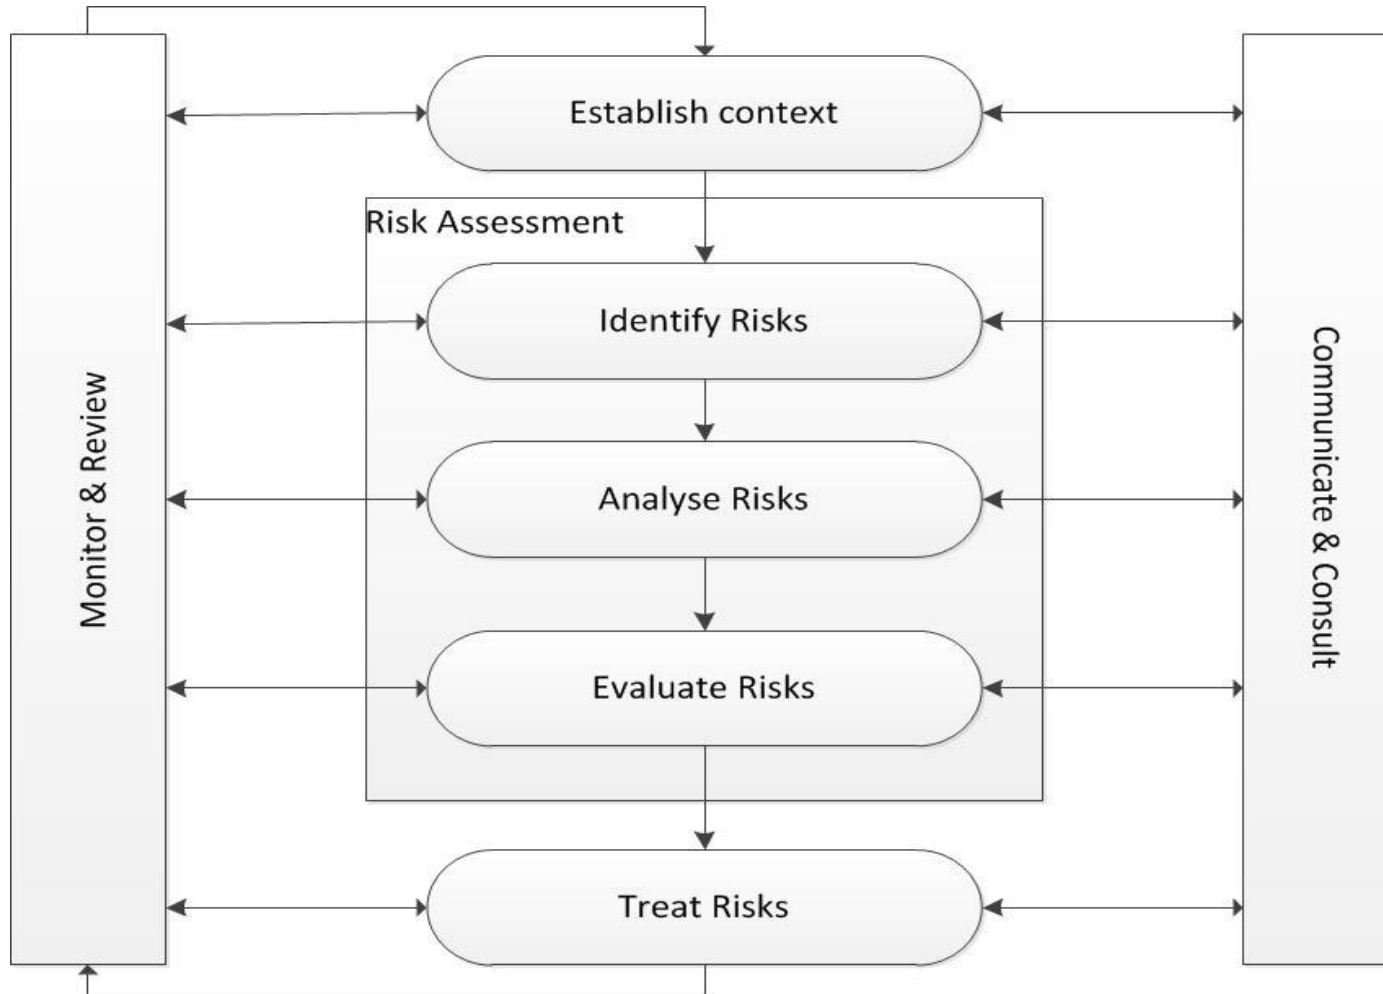 Establish context
Risk Assessment
Identify Risks
Analyse Risks
Evaluate Risks
Treat Risks
Monitor & Review
Communicate & Consult